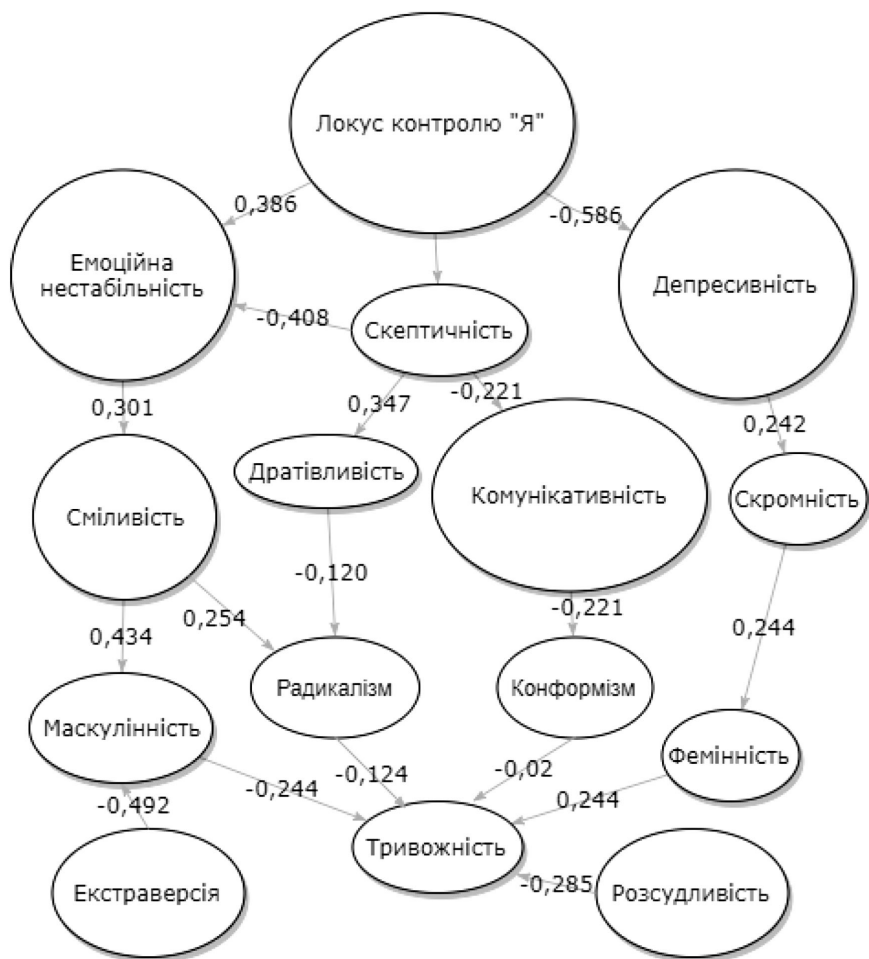 Локус контролю "Я"
0,386
-0,586
Емоційна
нестабільність
Депресивність
-0,408
Скептичність
0,301
0,347
-0,221
0,242
Дратівливість
Комунікативність
Скромність
Сміливість
-0,120
-0,221
0,254
0,434
0,244
Радикалізм
Конформізм
Маскулінність
Фемінність
-0,244
-0,124
-0,02
0,244
-0,492
Тривожність
-0,285
Екстраверсія
Розсудливість